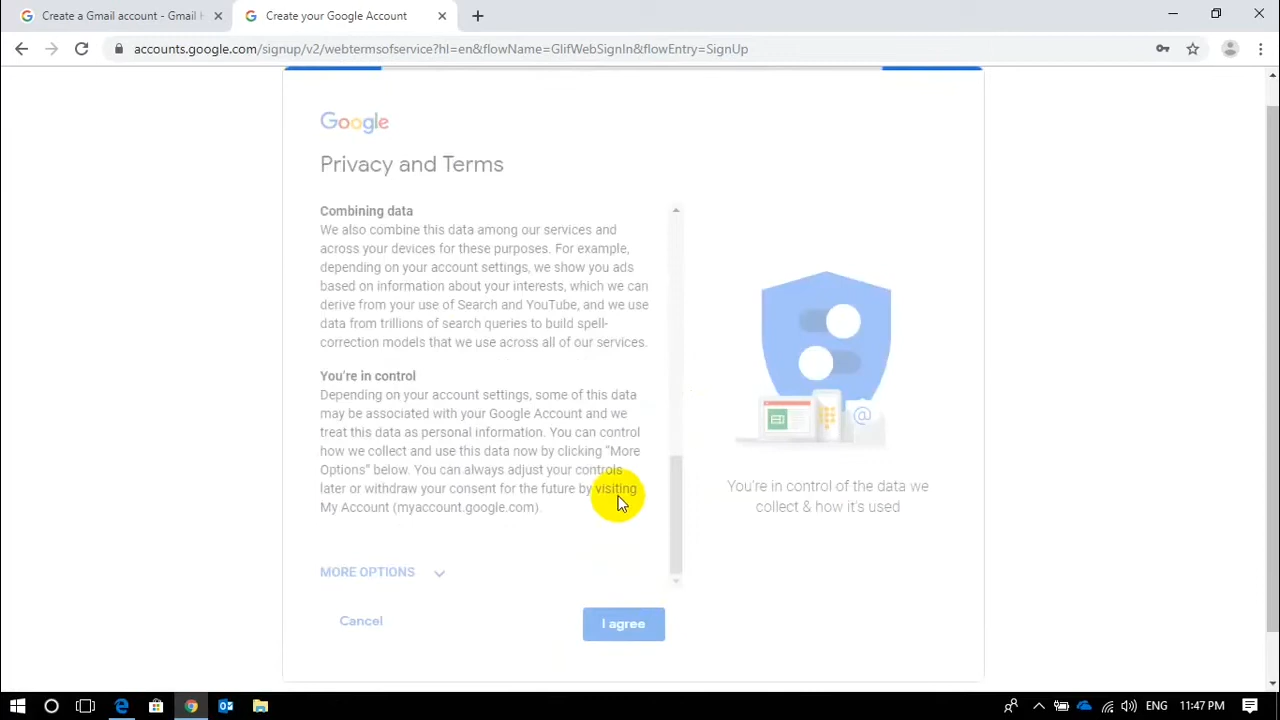 Create a Gmail account - Gmail
Create your Google Account
accounts.google.com/signup/v2/webtermsofservice?hl=en&flowName=GlifWebSignIn&flowEntry=SignUp
Google
Privacy and Terms
Combining data
We also combine this data among our services and
across your devices for these purposes. For example,
depending on your account settings, we show you ads
based on information about your interests, which we can
derive from your use of Search and YouTube, and we use
data from trillions of search queries to build spell-
correction models that we use across all of our services.
You're in control
Depending on your account settings, some of this data
may be associated with your Google Account and we
treat this data as personal information. You can control
how we collect and use this data now by clicking “More
Options” below. You can always adjust your controls
later or withdraw your consent for the future by visiting
My Account (myaccount.google.com).
MORE OPTIONS
Cancel
I agree
@
You're in control of the data we
collect & how it's used
ENG
11:47 PM